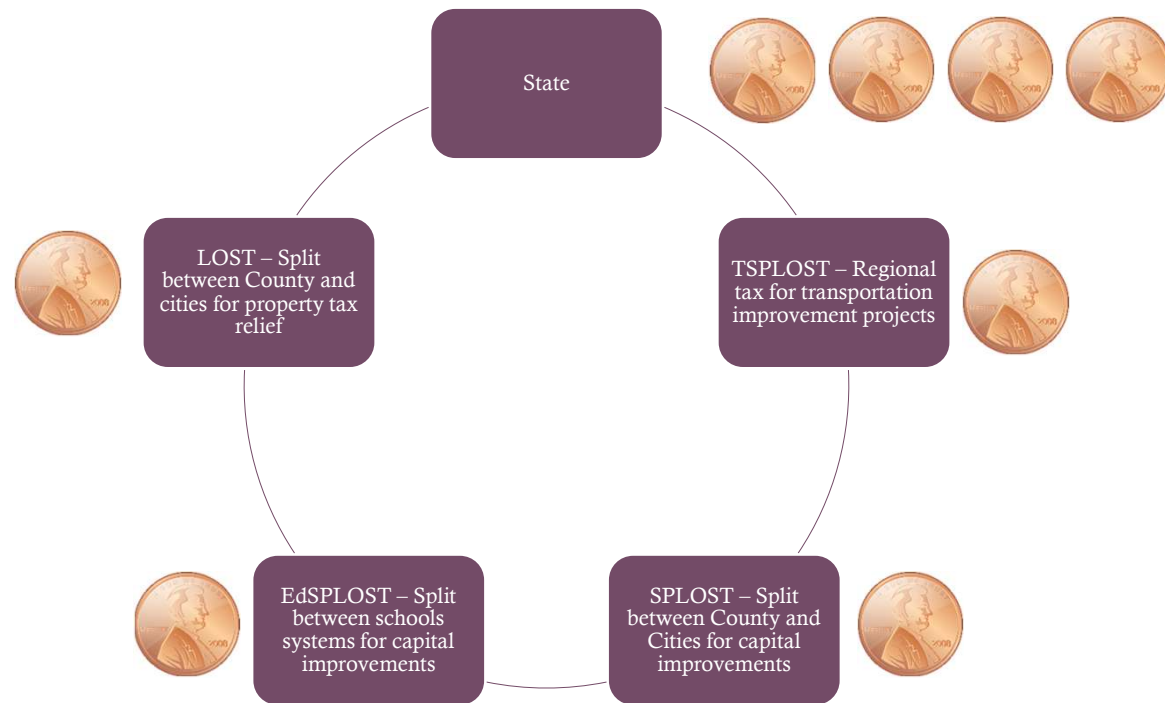 State
LOST – Split
between County and
cities for property tax
relief
2008
TSPLOST – Regional
tax for transportation
improvement projects
EdSPLOST – Split
between schools
systems for capital
improvements
SPLOST – Split
between County and
Cities for capital
improvements